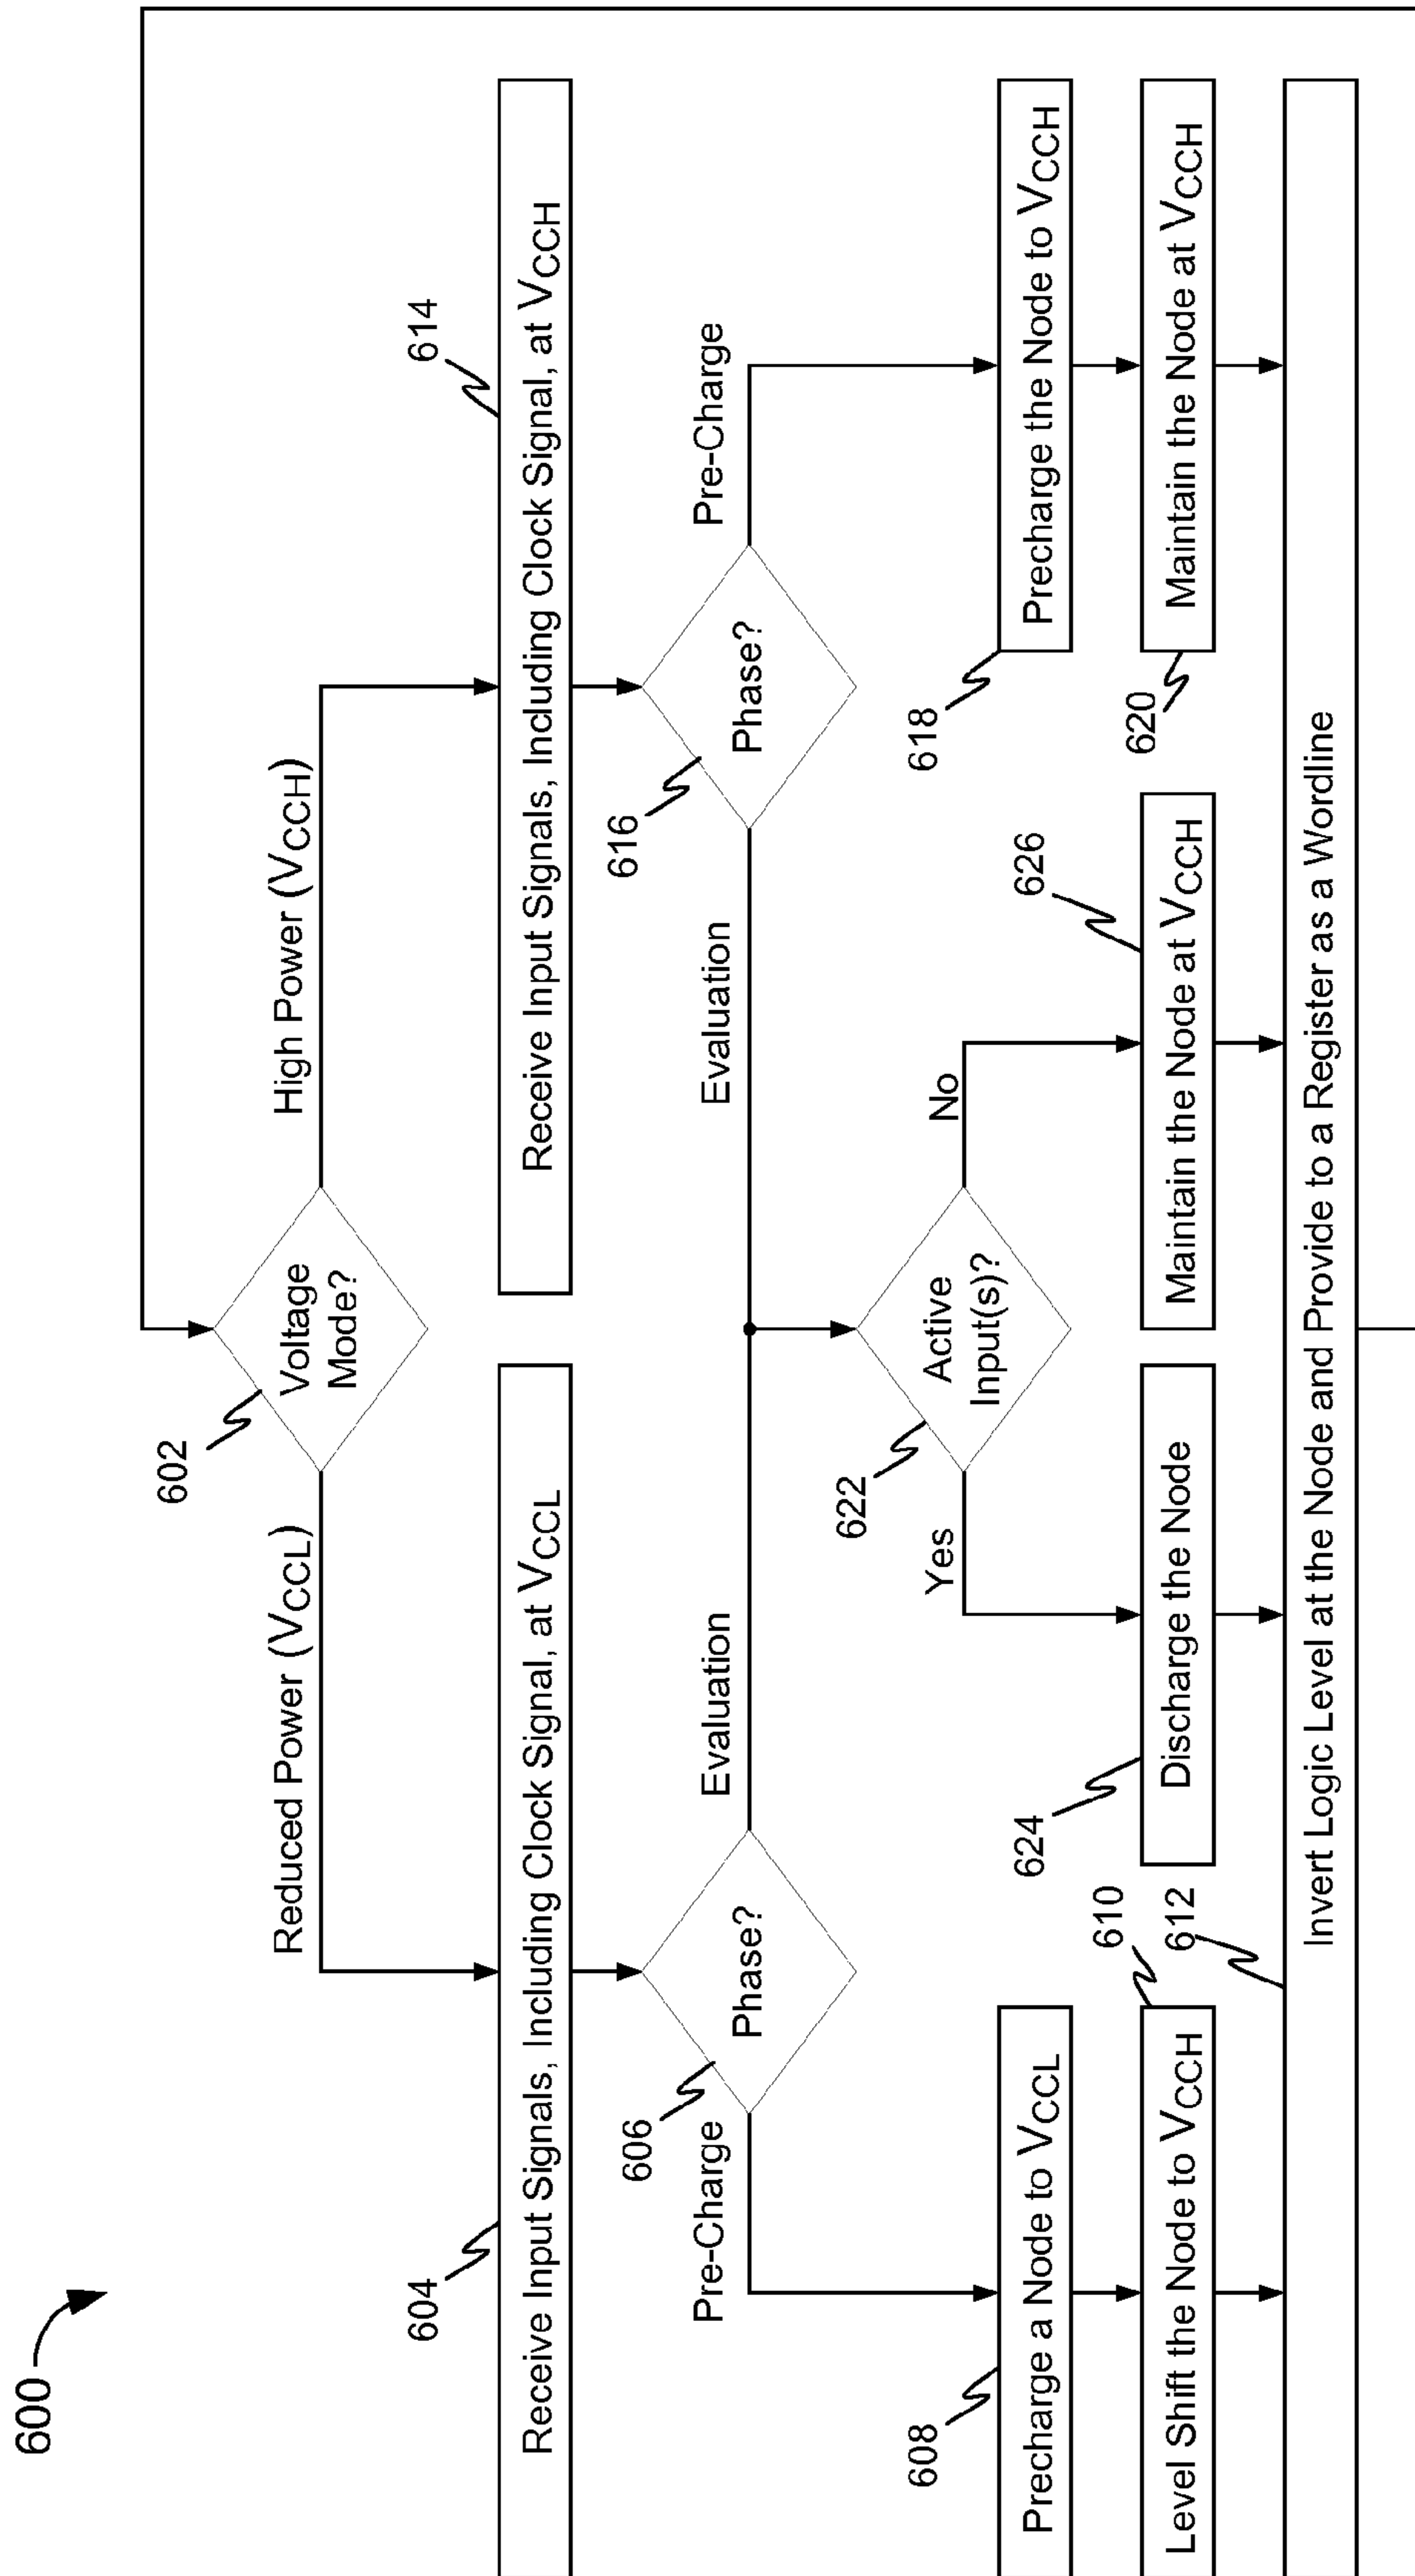 600
602
Voltage
Mode?
Reduced Power (VCCL)
High Power (VCCH)
604
Receive Input Signals, Including Clock Signal, at VCCL
614
Receive Input Signals, Including Clock Signal, at VCCH
606
Phase?
Pre-Charge
Evaluation
616
Phase?
Evaluation
Pre-Charge
608
Precharge a Node to VCCL
610
Level Shift the Node to VCCH
622
Active
Input(s)?
Yes
No
624
Discharge the Node
626
Maintain the Node at VCCH
618
Precharge the Node to VCCH
620
Maintain the Node at VCCH
612
Invert Logic Level at the Node and Provide to a Register as a Wordline